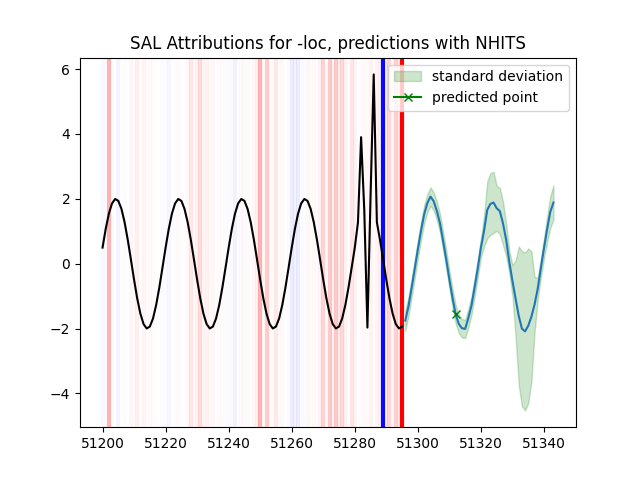 SAL Attributions for -loc, predictions with NHITS
standard deviation
predicted point
6
4
2
0
−2
−4
51200 51220 51240 51260 51280 51300 51320 51340